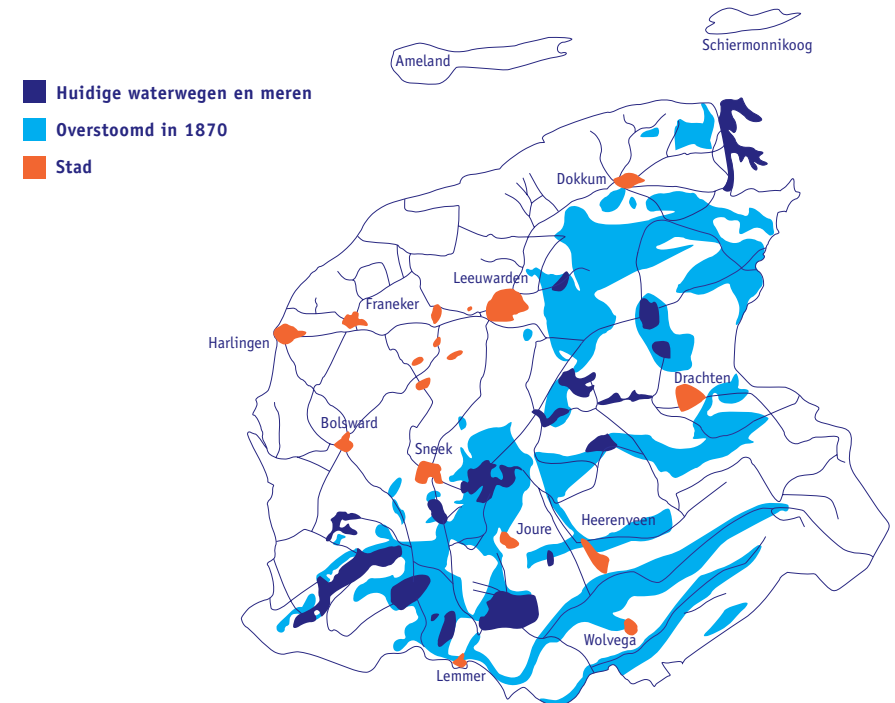 Schiermonnikoog
Ameland
Huidige waterwegen en meren
Overstoomd in 1870
Stad
Dokkum
Leeuwarden
Franeker
Harlingen
Drachten
Bolsward
Sneek
Joure
Heerenveen
Wolvega
Lemmer